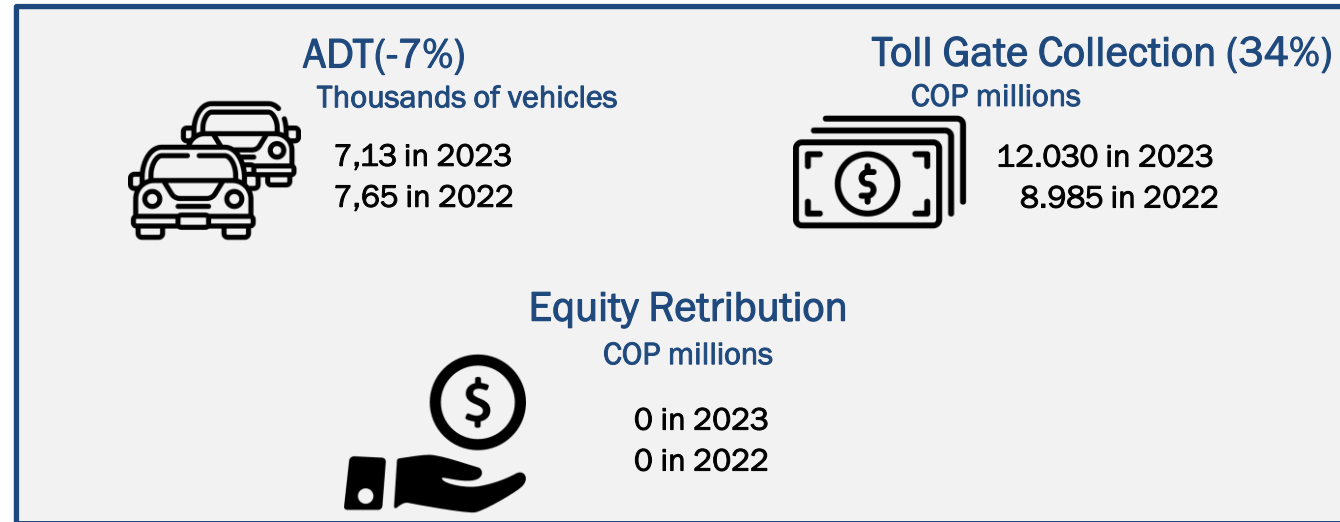 ADT(-7%)
Thousands of vehicles
7,13 in 2023
7,65 in 2022
Toll Gate Collection (34%)
COP millions
$
12.030 in 2023
8.985 in 2022
Equity Retribution
COP millions
$
0 in 2023
0 in 2022